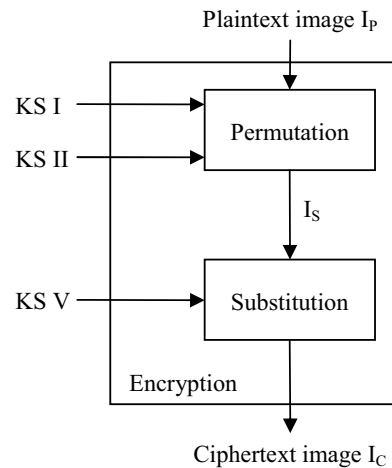 Plaintext image I_P
KS I
Permutation
KS II
I_S
KS V
Substitution
Encryption
Ciphertext image I_C